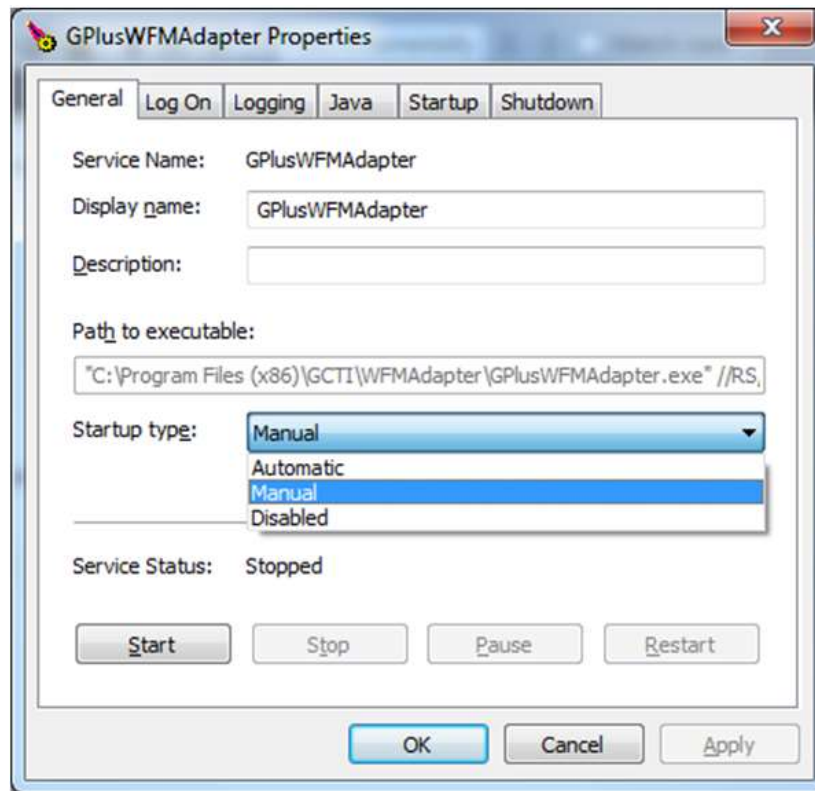 GPlusWFMAdapter Properties
General Log On Logging Java Startup Shutdown
Service Name: GPlusWFMAdapter
Display name: GPlusWFMAdapter
Description:
Path to executable:
"C:\Program Files (x86)\GCTI\WFMAdapter\GPlusWFMAdapter.exe" //RS/
Startup type: Manual
Automatic
Manual
Disabled
Service Status: Stopped
Start Stop Pause Restart
OK Cancel Apply